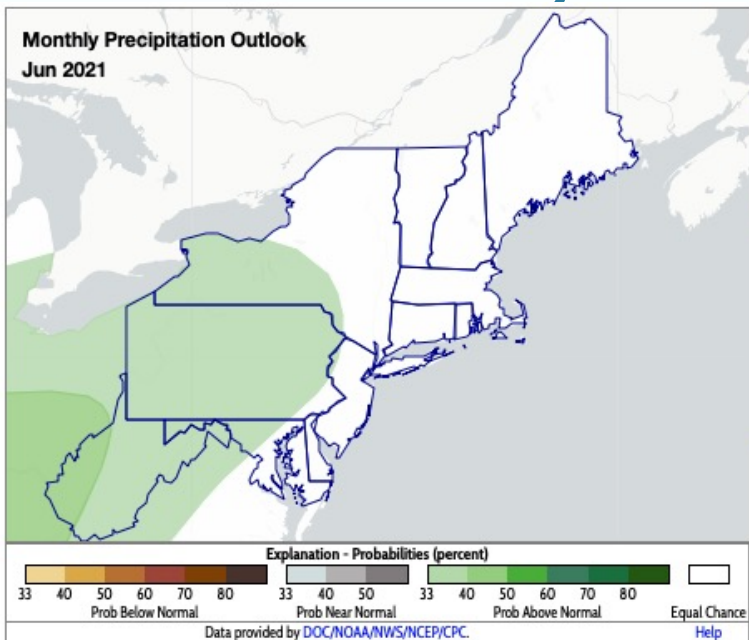 Monthly Precipitation Outlook
Jun 2021
Explanation - Probabilities (percent)
33 40 50 60 70 80 33 40 50 33 40 50 60 70 80
Prob Below Normal Prob Near Normal Prob Above Normal Equal Chance
Data provided by DOC/NOAA/NWS/NCEP/CPC. Help